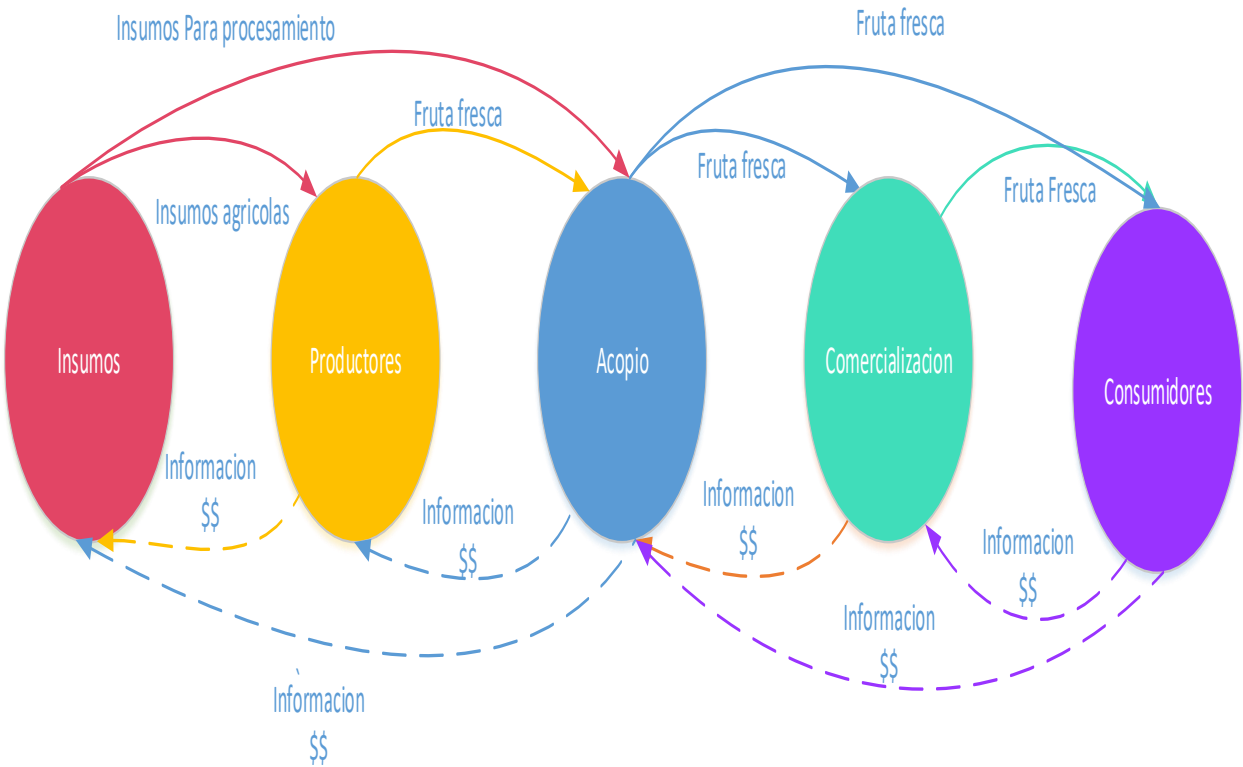 Insumos Para procesamiento
Fruta fresca
Fruta fresca
Fruta fresca
Fruta Fresca
Insumos agricolas
Insumos
Productores
Acopio
Comercializacion
Consumidores
Informacion
$$
Informacion
$$
Informacion
$$
Informacion
$$
Informacion
$$
`
Informacion
$$